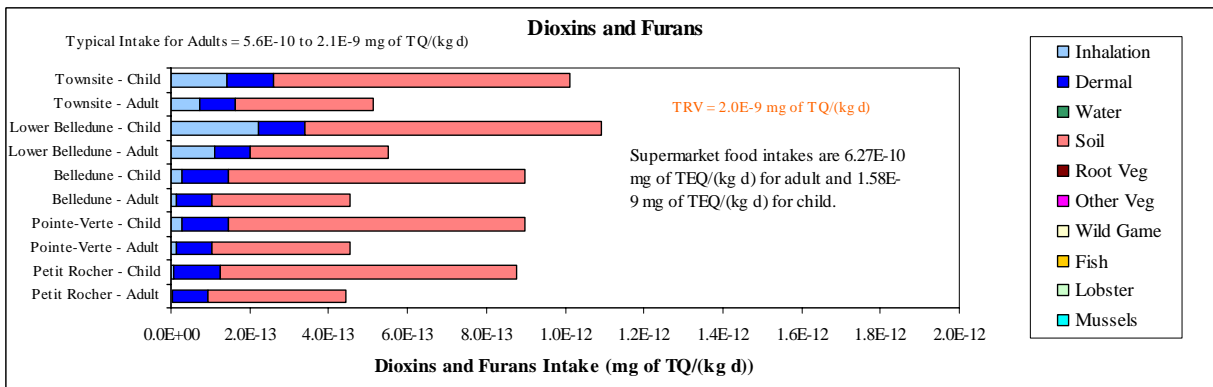 Dioxins and Furans
Typical Intake for Adults = 5.6E-10 to 2.1E-9 mg of TQ/(kg d)
Townsite - Child
Townsite - Adult
Lower Belledune - Child
Lower Belledune - Adult
Belledune - Child
Belledune - Adult
Pointe-Verte - Child
Pointe-Verte - Adult
Petit Rocher - Child
Petit Rocher - Adult
TRV = 2.0E-9 mg of TQ/(kg d)
Supermarket food intakes are 6.27E-10
mg of TEQ/(kg d) for adult and 1.58E-
9 mg of TEQ/(kg d) for child.
0.0E+00 2.0E-13 4.0E-13 6.0E-13 8.0E-13 1.0E-12 1.2E-12 1.4E-12 1.6E-12 1.8E-12 2.0E-12
Dioxins and Furans Intake (mg of TQ/(kg d))
Inhalation
Dermal
Water
Soil
Root Veg
Other Veg
Wild Game
Fish
Lobster
Mussels